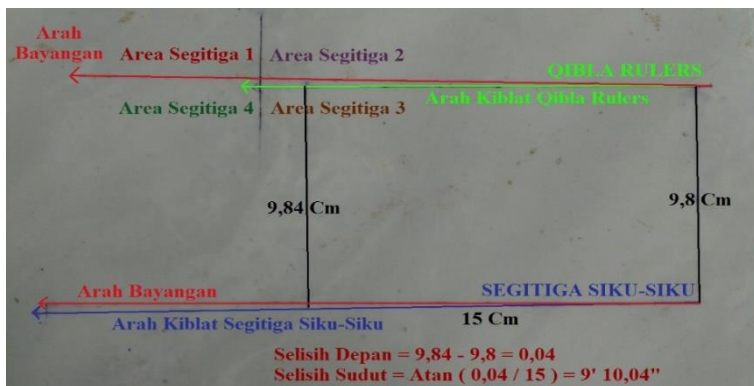 Arah
Bayangan
Area Segitiga 1
Area Segitiga 2
QIBLA RULERS
Area Segitiga 4
Area Segitiga 3
Arah Kiblat Qibla Rulers
9,84 Cm
9,8 Cm
Arah Bayangan
SEGITIGA SIKU-SIKU
Arah Kiblat Segitiga Siku-Siku
15 Cm
Selisih Depan = 9,84 - 9,8 = 0,04
Selisih Sudut = Atan ( 0,04 / 15 ) = 9' 10,04"